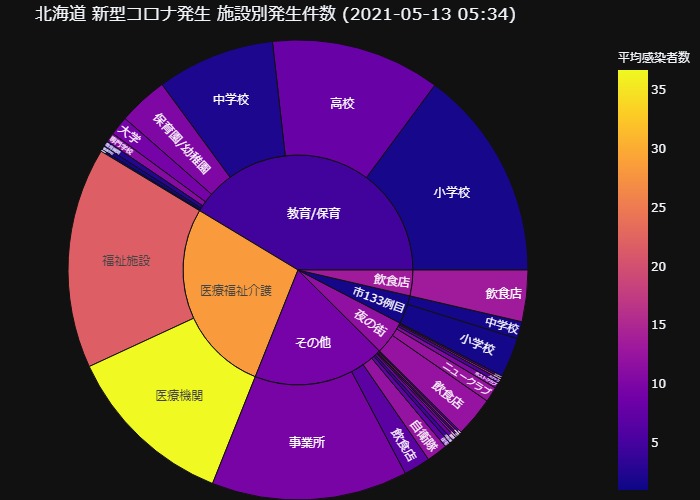 北海道 新型コロナ発生 施設別発生件数 (2021-05-13 05:34)
平均感染者数
35
30
25
20
15
10
5
教育/保育
小学校
高校
中学校
保育園/幼稚園
大学
専門学校
医療福祉介護
福祉施設
医療機関
その他
事業所
飲食店
自衛隊
夜の街
飲食店
ニュークラブ
市133例目
小学校
中学校
飲食店
飲食店